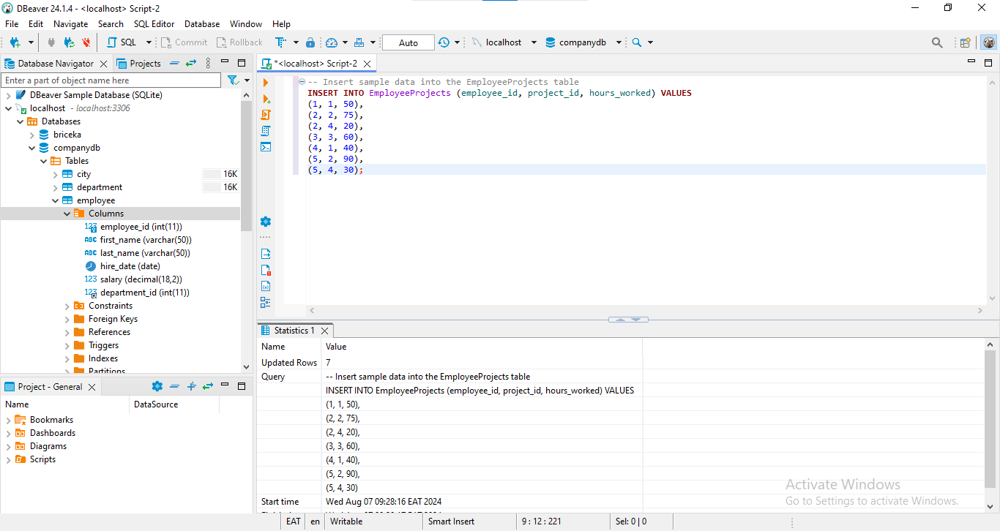 DBeaver 24.1.4 - <localhost> Script-2
File Edit Navigate Search SQL Editor Database Window Help
SQL Commit Rollback Auto localhost companydb
Database Navigator Projects
Enter a part of object name here
DBeaver Sample Database (SQLite)
localhost - localhost:3306
Databases
briceka
companydb
Tables
city 16K
department 16K
employee
Columns
employee_id (int(11))
first_name (varchar(50))
last_name (varchar(50))
hire_date (date)
salary (decimal(18,2))
department_id (int(11))
Constraints
Foreign Keys
References
Triggers
Indexes
Partitions
Project - General
Name DataSource
Bookmarks
Dashboards
Diagrams
Scripts
*<localhost> Script-2
-- Insert sample data into the EmployeeProjects table
INSERT INTO EmployeeProjects (employee_id, project_id, hours_worked) VALUES
(1, 1, 50),
(2, 2, 75),
(2, 4, 20),
(3, 3, 60),
(4, 1, 40),
(5, 2, 90),
(5, 4, 30);
Statistics 1
Name Value
Updated Rows 7
Query -- Insert sample data into the EmployeeProjects table
INSERT INTO EmployeeProjects (employee_id, project_id, hours_worked) VALUES
(1, 1, 50),
(2, 2, 75),
(2, 4, 20),
(3, 3, 60),
(4, 1, 40),
(5, 2, 90),
(5, 4, 30)
Start time Wed Aug 07 09:28:16 EAT 2024
Activate Windows
Go to Settings to activate Windows.
EAT en Writable Smart Insert 9 : 12 : 221 Sel: 0 | 0